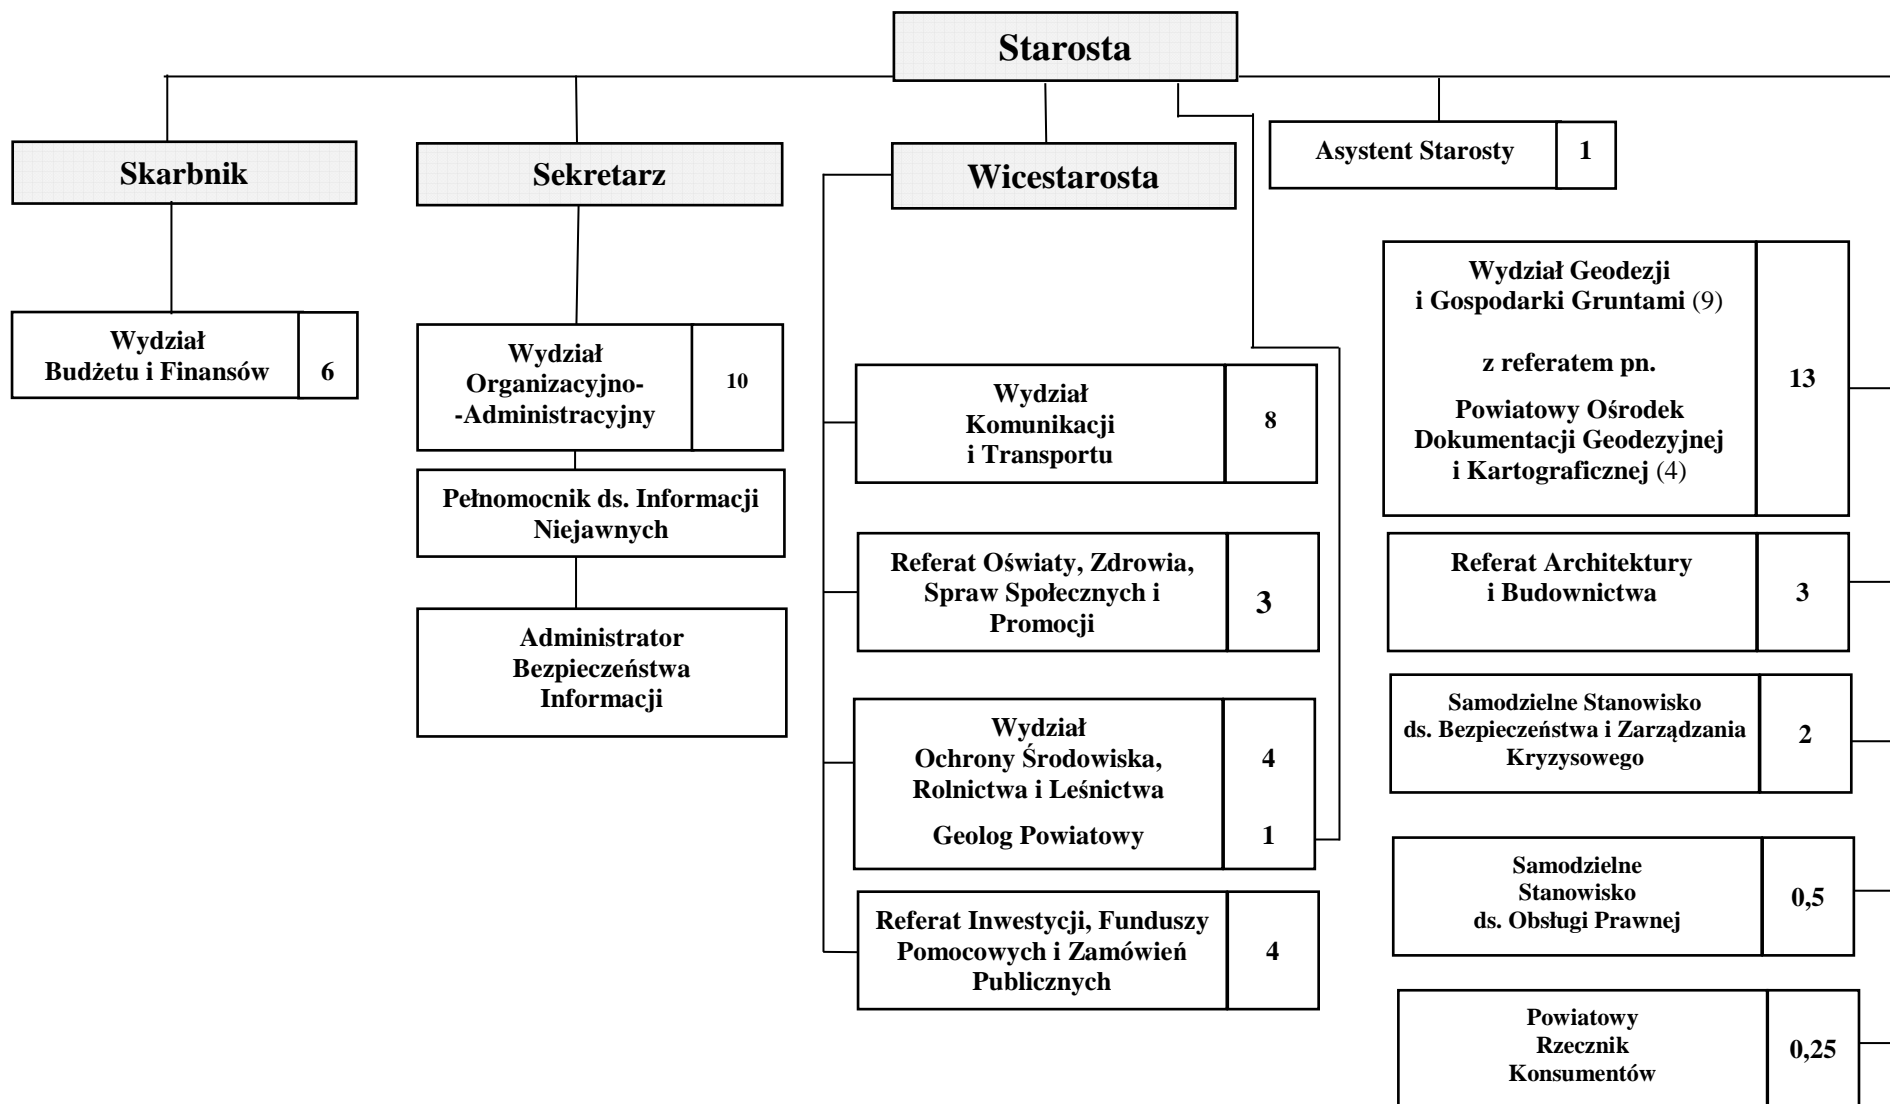 Starosta
Skarbnik
Sekretarz
Wicestarosta
Asystent Starosty 1
Wydział
Budżetu i Finansów 6
Wydział
Organizacyjno-
-Administracyjny
10
Pełnomocnik ds. Informacji
Niejawnych
Administrator
Bezpieczeństwa
Informacji
Wydział
Komunikacji
i Transportu
8
Referat Oświaty, Zdrowia,
Spraw Społecznych i
Promocji
3
Wydział
Ochrony Środowiska,
Rolnictwa i Leśnictwa
4
Geolog Powiatowy 1
Referat Inwestycji, Funduszy
Pomocowych i Zamówień
Publicznych
4
Wydział Geodezji
i Gospodarki Gruntami (9)
z referatem pn.
Powiatowy Ośrodek
Dokumentacji Geodezyjnej
i Kartograficznej (4)
13
Referat Architektury
i Budownictwa
3
Samodzielne Stanowisko
ds. Bezpieczeństwa i Zarządzania
Kryzysowego
2
Samodzielne
Stanowisko
ds. Obsługi Prawnej
0,5
Powiatowy
Rzecznik
Konsumentów
0,25